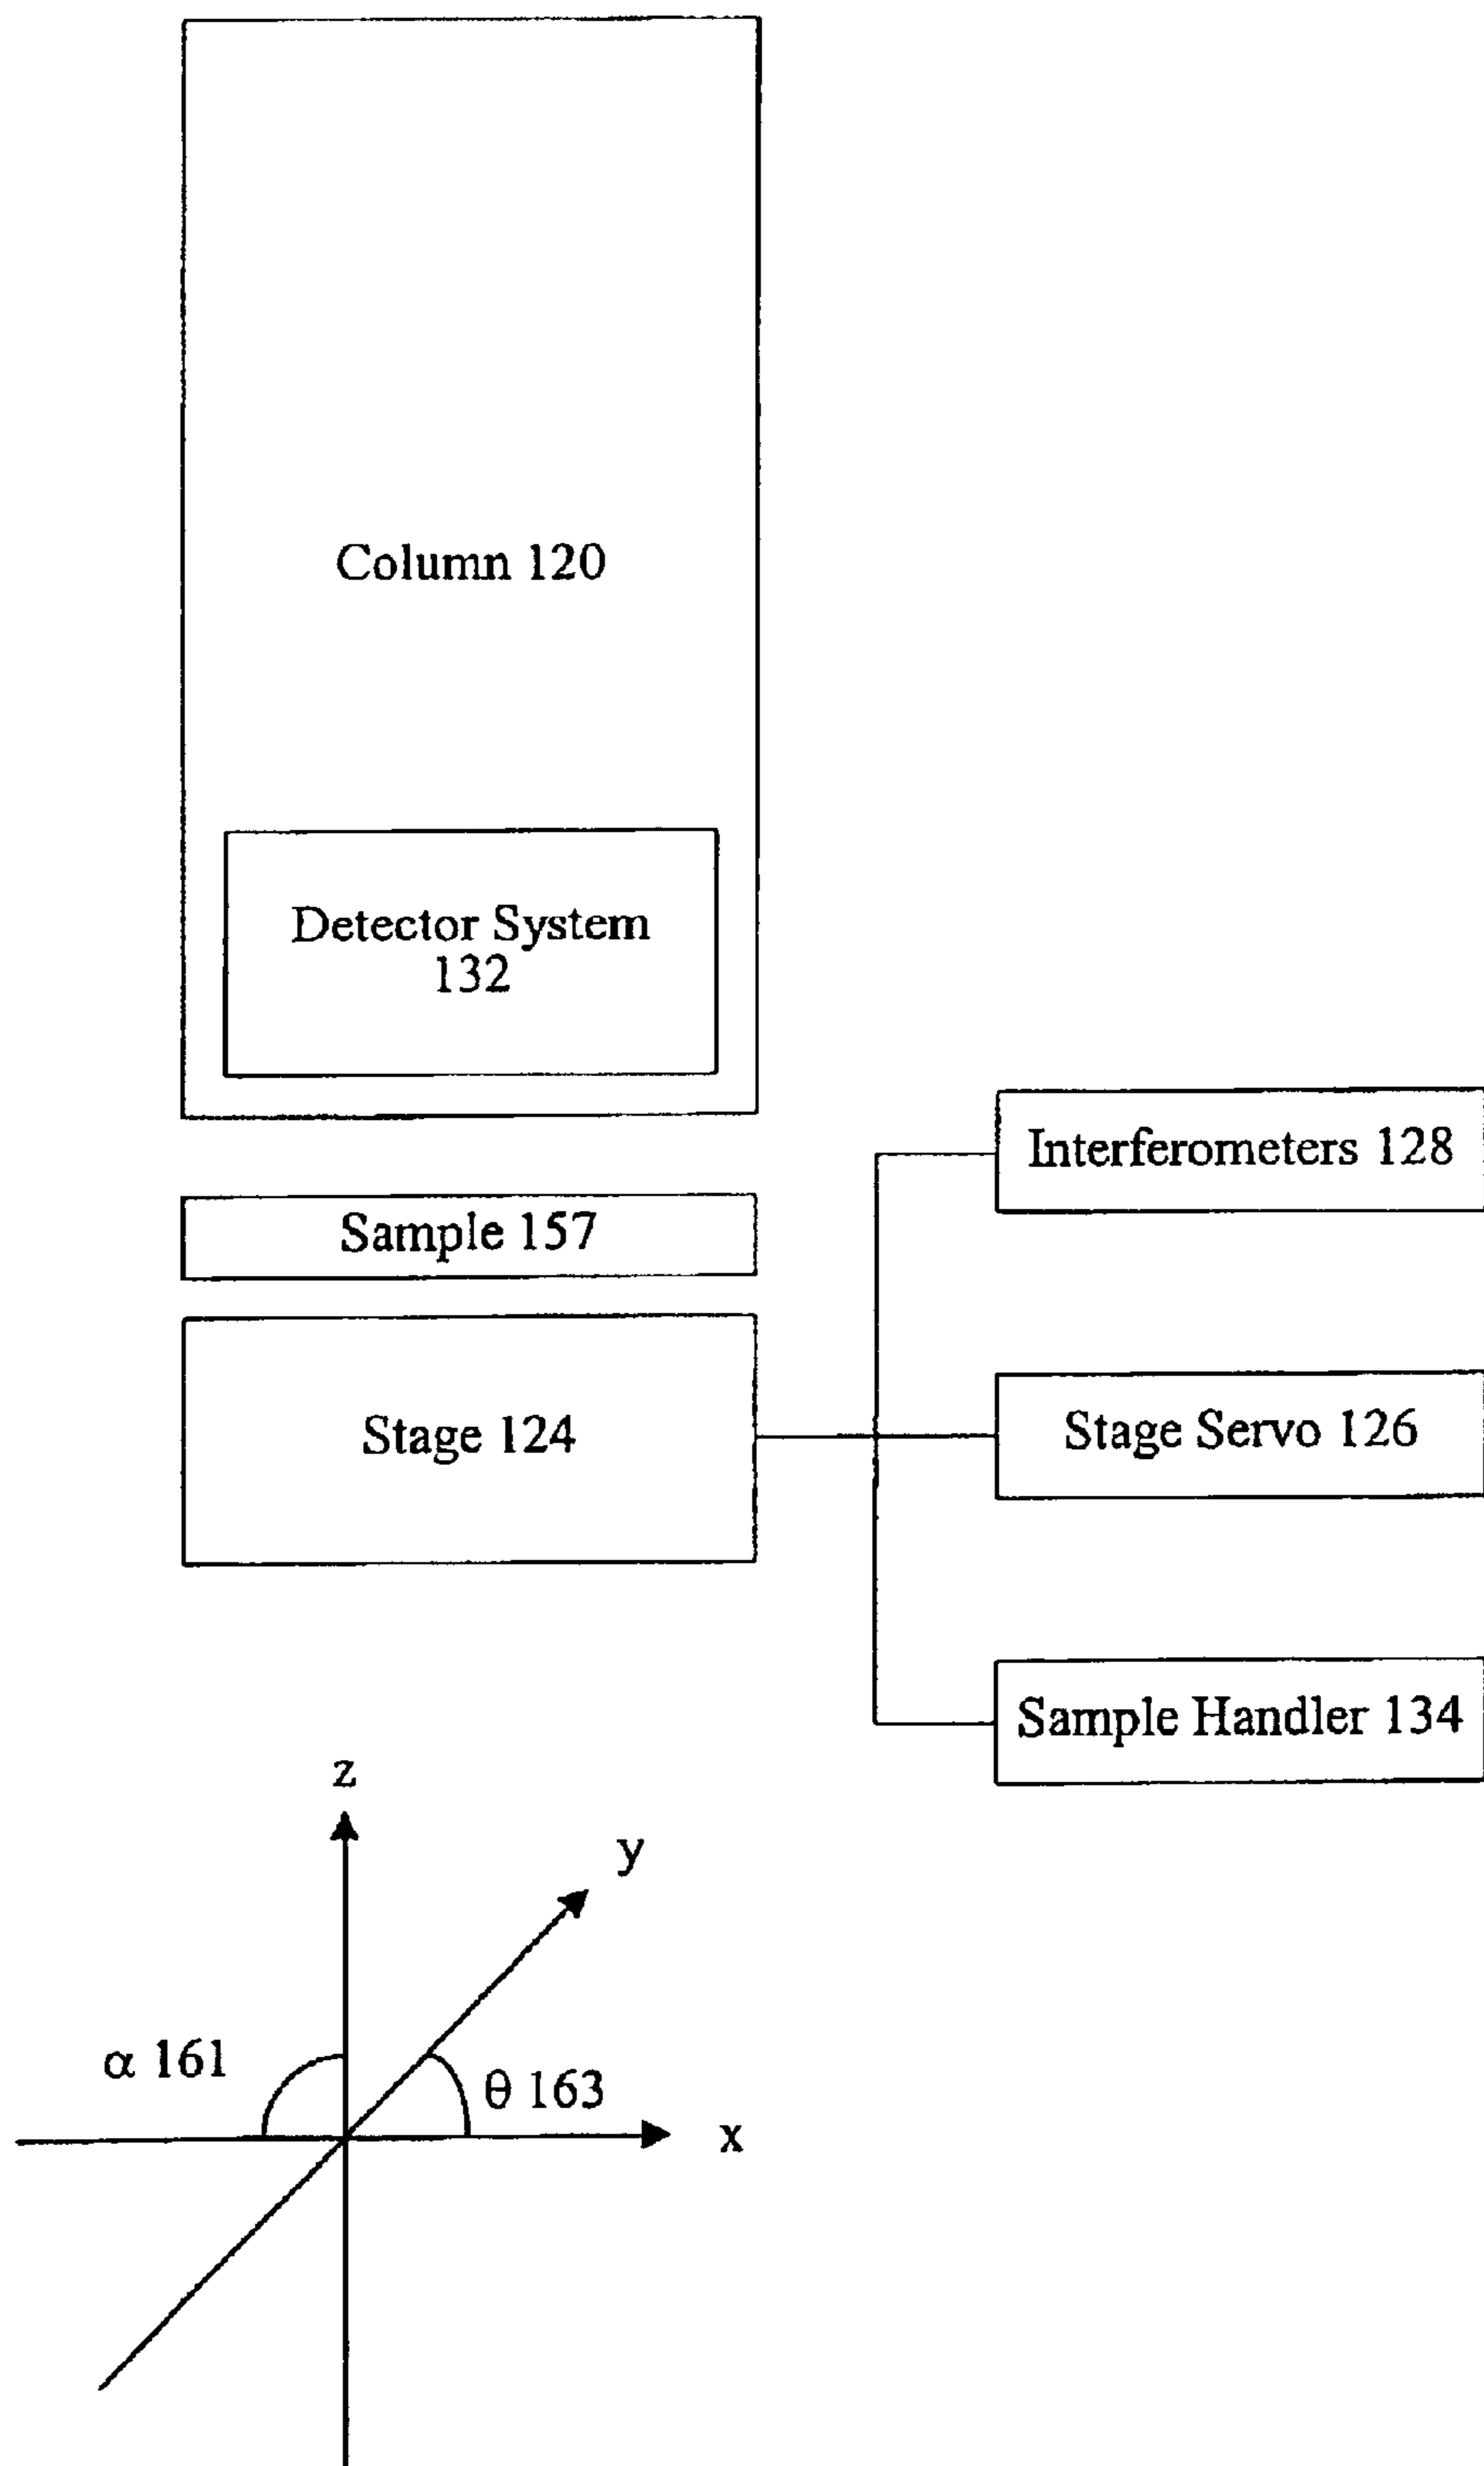 Column 120
Detector System
132
Interferometers 128
Sample 157
Stage 124
Stage Servo 126
Sample Handler 134
z
y
α 161
θ 163
x